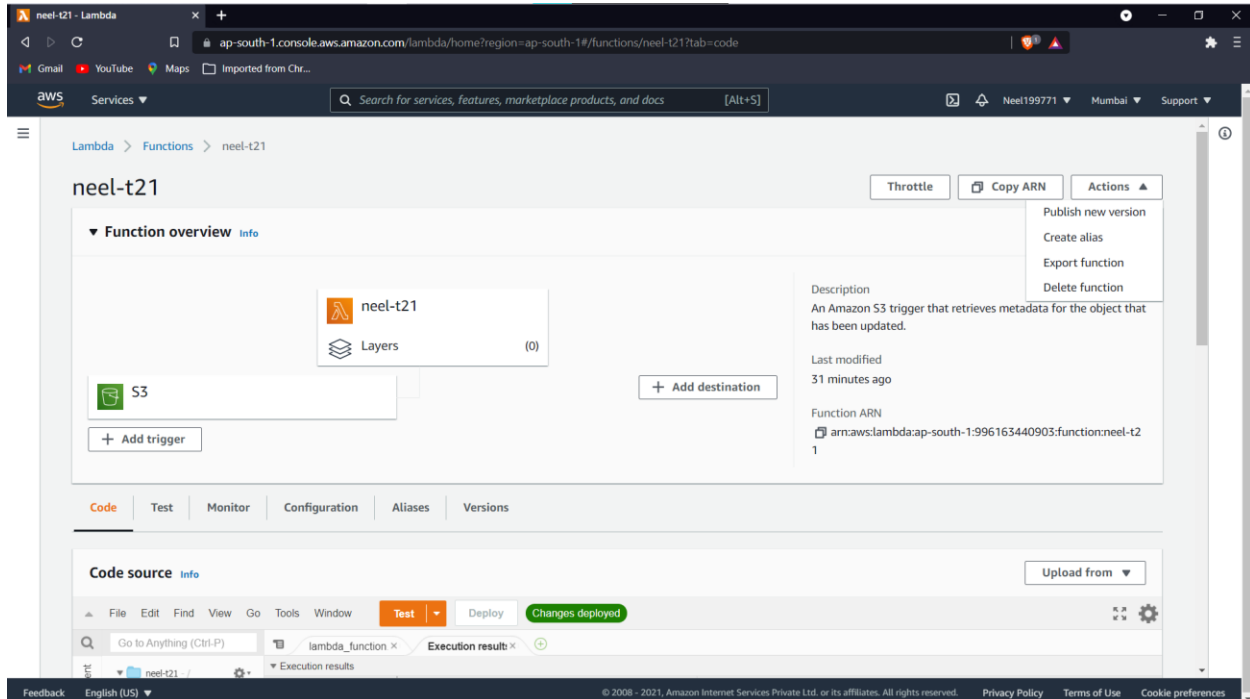 neel-t21 - Lambda
ap-south-1.console.aws.amazon.com/lambda/home?region=ap-south-1#/functions/neel-t21?tab=code
Gmail YouTube Maps Imported from Chr...
aws Services Search for services, features, marketplace products, and docs [Alt+S] Neel199771 Mumbai Support
Lambda > Functions > neel-t21
neel-t21
Throttle Copy ARN Actions
Publish new version
Create alias
Export function
Delete function
Function overview Info
neel-t21
Layers (0)
S3
+ Add trigger
+ Add destination
Description
An Amazon S3 trigger that retrieves metadata for the object that
has been updated.
Last modified
31 minutes ago
Function ARN
arn:aws:lambda:ap-south-1:996163440903:function:neel-t2
1
Code Test Monitor Configuration Aliases Versions
Code source Info
Upload from
File Edit Find View Go Tools Window Test Deploy Changes deployed
Go to Anything (Ctrl-P) lambda_function × Execution result: ×
neel-t21 - /
Execution results
Feedback English (US) © 2008 - 2021, Amazon Internet Services Private Ltd. or its affiliates. All rights reserved. Privacy Policy Terms of Use Cookie preferences